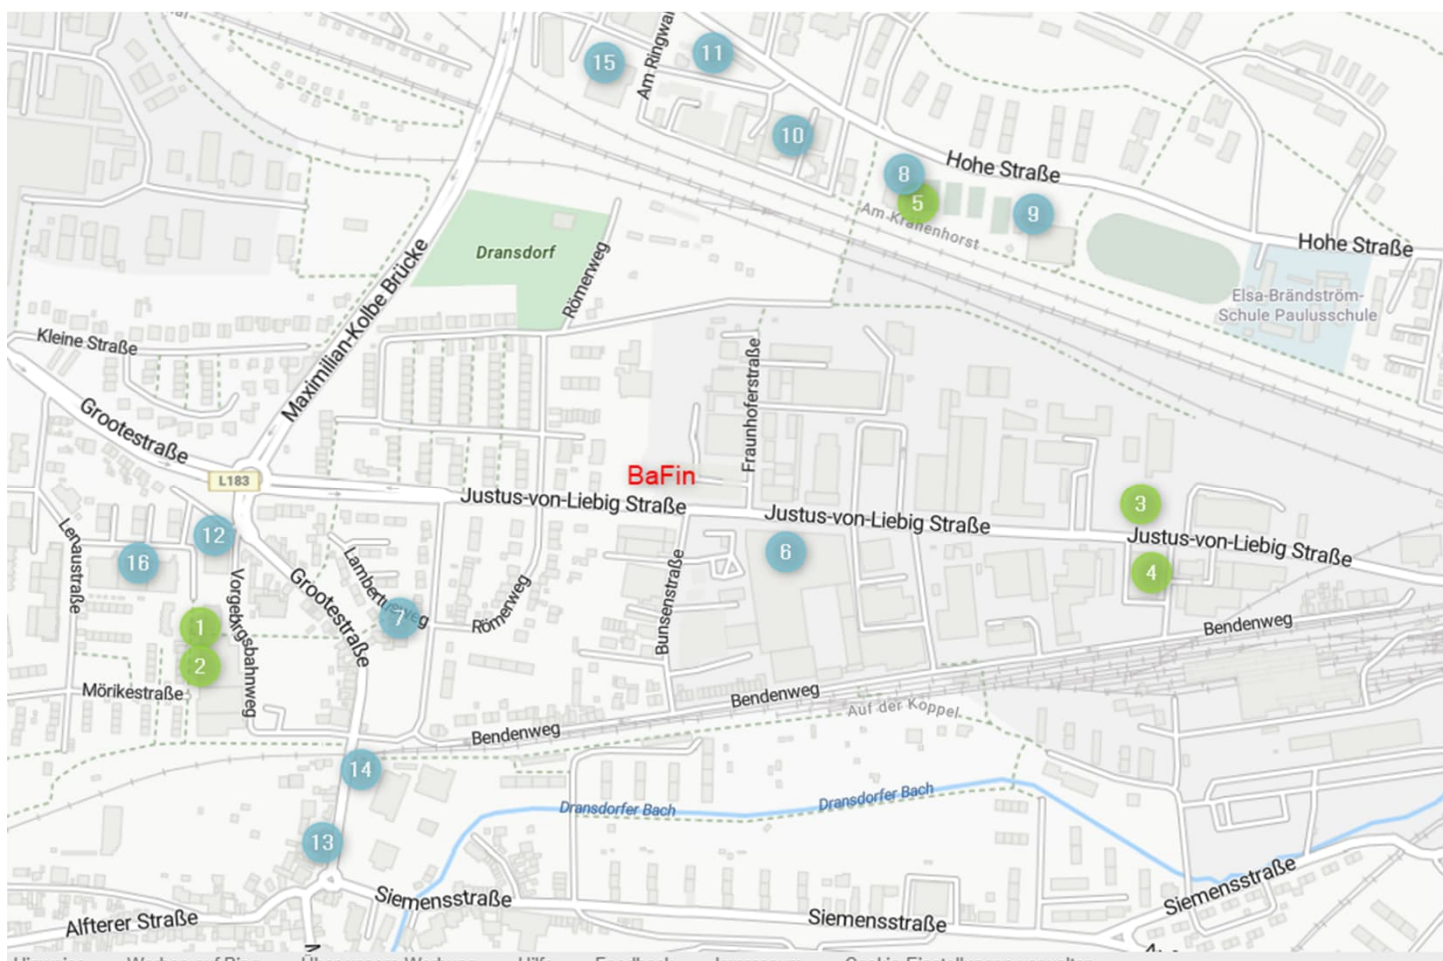 Am Ringwa
11
15
10
Hohe Straße
8
5
9
Am Krahenhorst
Hohe Straße
Dransdorf
Römerweg
Maximilian-Kolbe Brücke
Elsa-Brändström-
Schule Paulusschule
Kleine Straße
Grootestraße
Fraunhoferstraße
L183
BaFin
Justus-von-Liebig Straße
Justus-von-Liebig Straße
3
Justus-von-Liebig Straße
12
16
Lenaustraße
6
4
Vorgebirgsbahnweg
Grootestraße
Lambertusweg
7
Römerweg
Bunsenstraße
1
2
Bendenweg
Mörikestraße
Bendenweg
Auf der Koppel
Bendenweg
14
Dransdorfer Bach
Dransdorfer Bach
13
Siemensstraße
Siemensstraße
Siemensstraße
Alfterer Straße